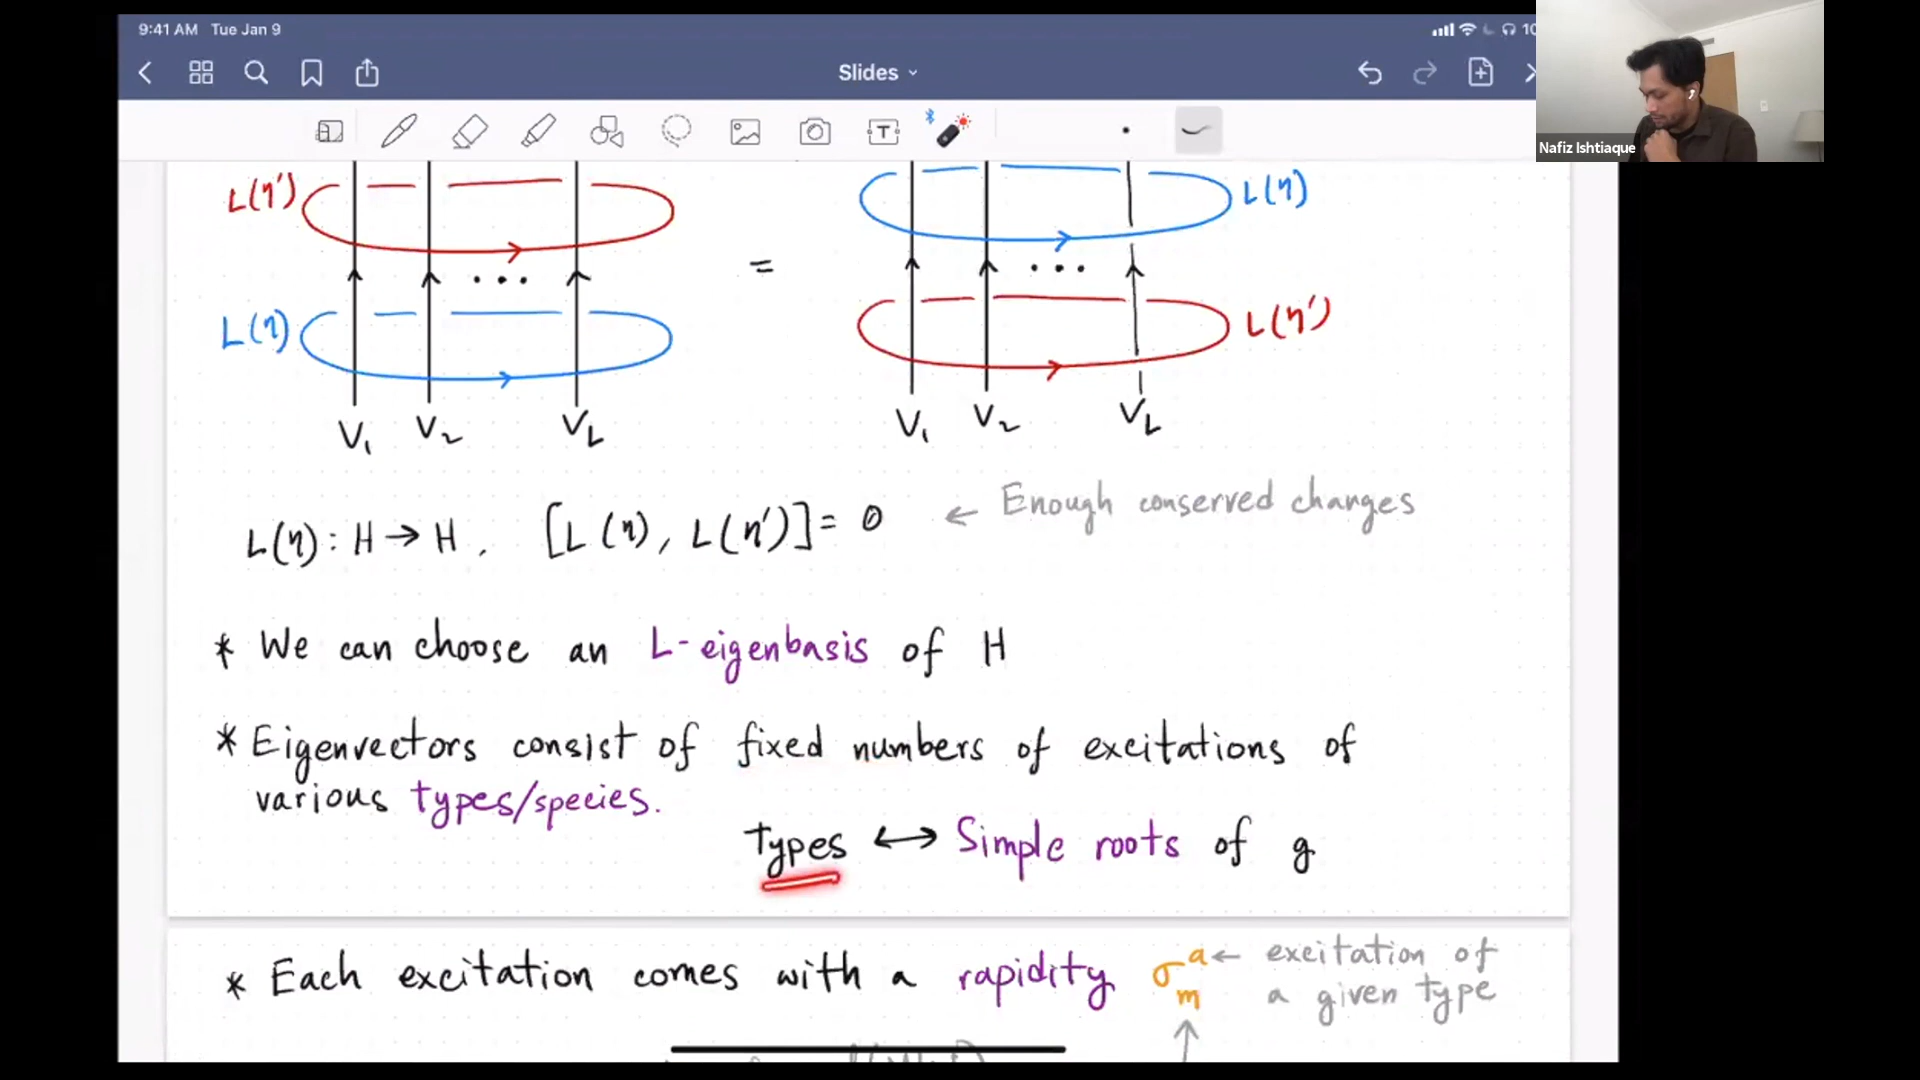 9:41 AM Tue Jan 9
Slides
Nafiz Ishtiaque
L(η')
L(η)
=
L(η)
L(η')
V₁ V₂ ... V_L
V₁ V₂ ... V_L
L(η): H → H, [L(η), L(η')] = 0 ← Enough conserved changes
* We can choose an L-eigenbasis of H
* Eigenvectors consist of fixed numbers of excitations of
various types/species.
Types ↔ Simple roots of g
* Each excitation comes with a rapidity σ_m^a ← excitation of
a given type